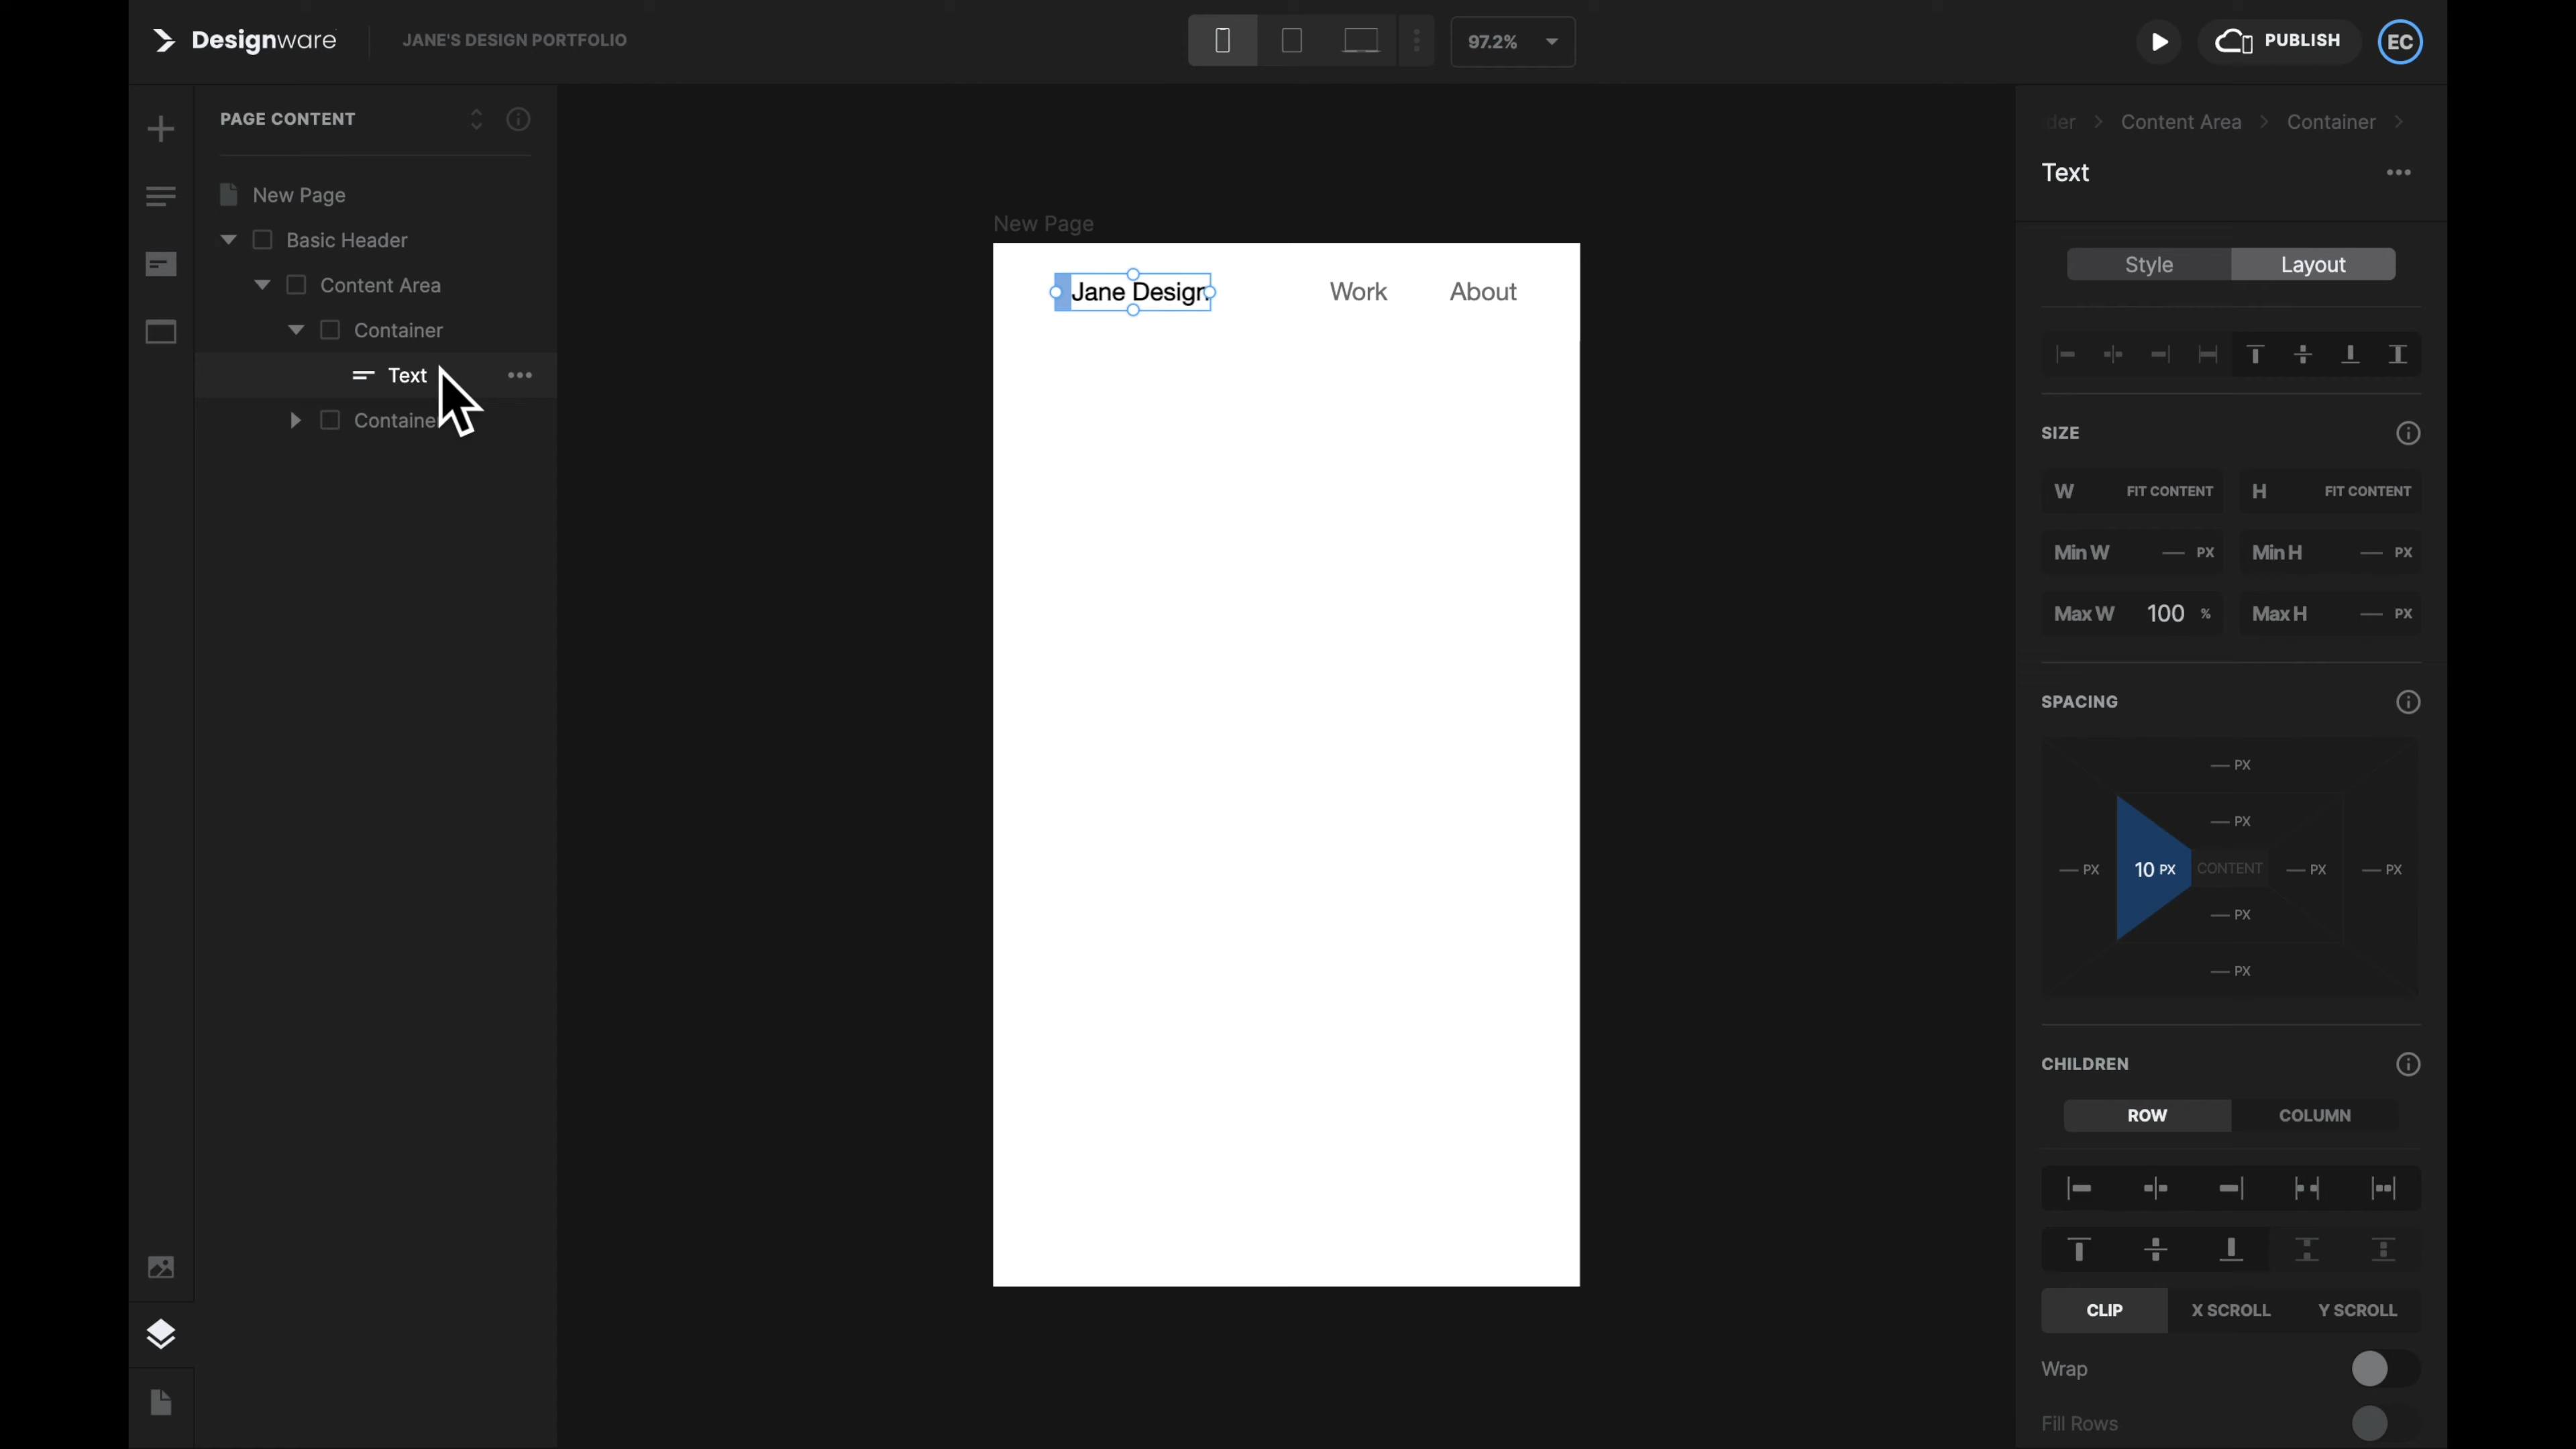 Designware
JANE'S DESIGN PORTFOLIO
97.2%
PUBLISH
EC
PAGE CONTENT
New Page
Basic Header
Content Area
Container
Text
Container
New Page
Jane Design
Work
About
der > Content Area > Container >
Text
Style
Layout
SIZE
W FIT CONTENT
H FIT CONTENT
Min W — PX
Min H — PX
Max W 100 %
Max H — PX
SPACING
— PX
— PX
— PX
10 PX
CONTENT
— PX
— PX
— PX
— PX
CHILDREN
ROW
COLUMN
CLIP
X SCROLL
Y SCROLL
Wrap
Fill Rows